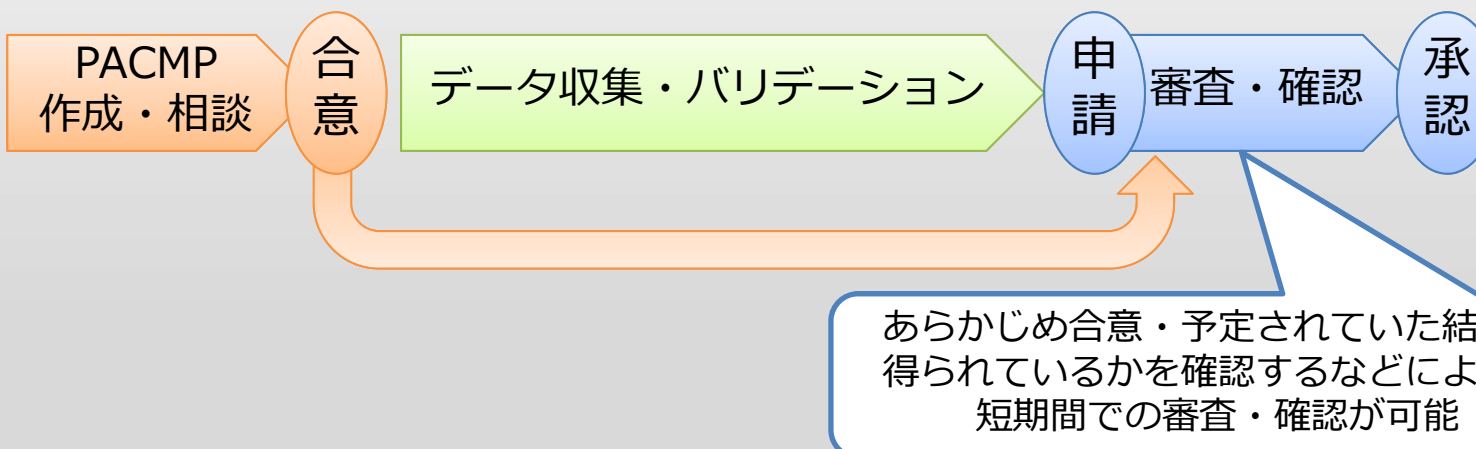 PACMP
作成・相談
合
意
データ収集・バリデーション
申
請
審査・確認
承
認
あらかじめ合意・予定されていた結
得られているかを確認するなどによ
短期間での審査・確認が可能